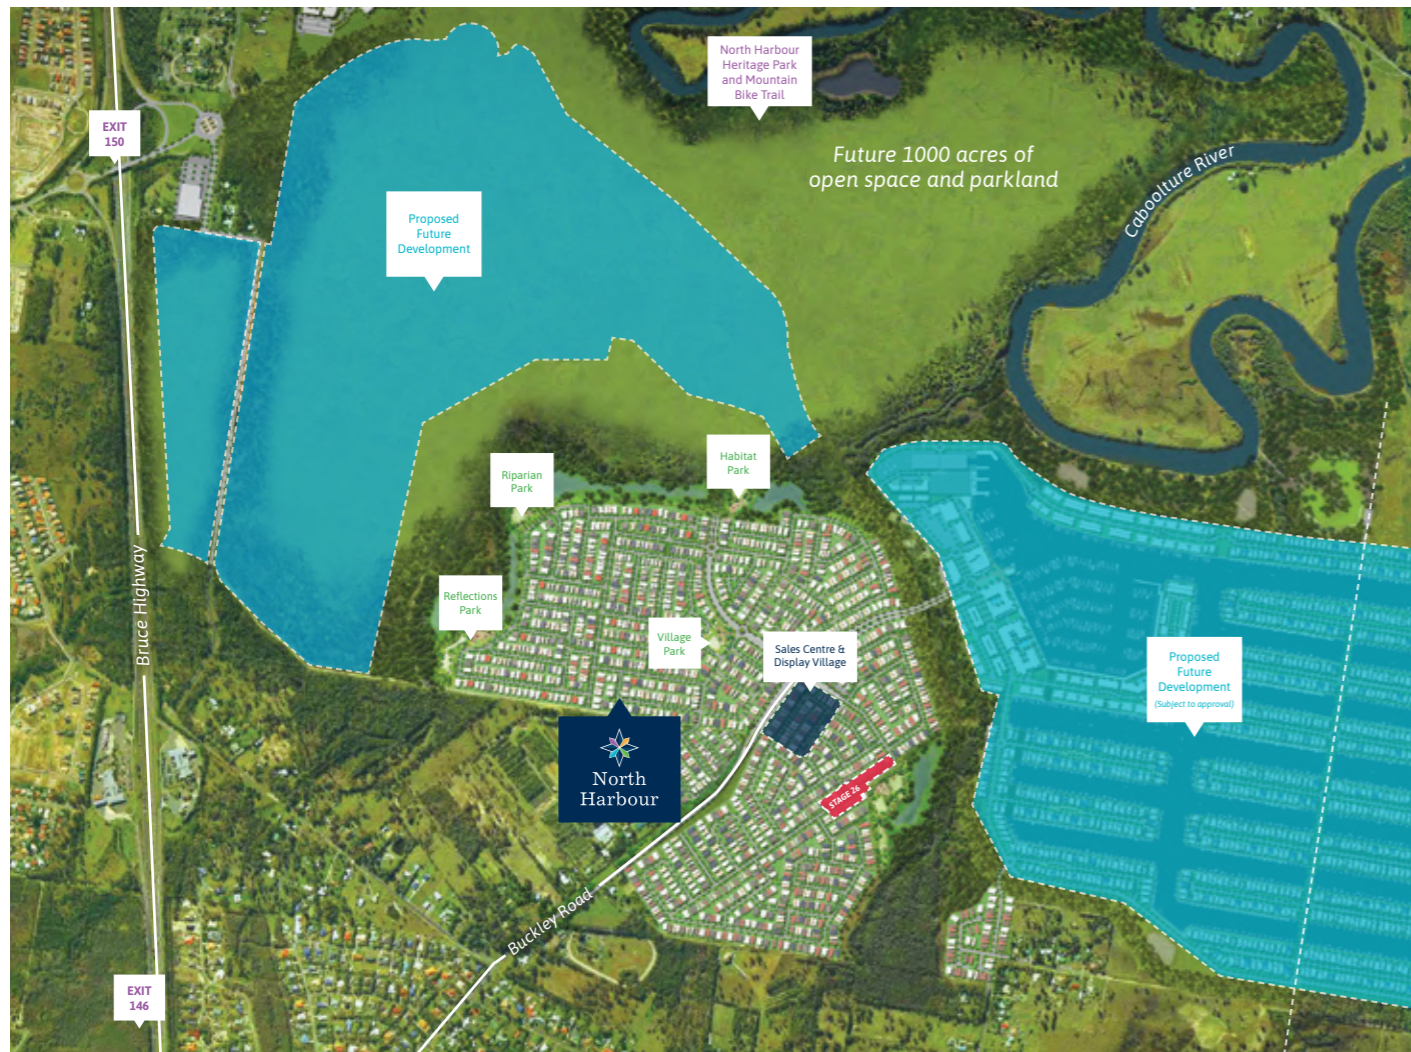 North Harbour
Heritage Park
and Mountain
Bike Trail
EXIT
150
Future 1000 acres of
open space and parkland
Caboolture River
Proposed
Future
Development
Habitat
Park
Riparian
Park
Bruce Highway
Reflections
Park
Village
Park
Sales Centre &
Display Village
Proposed
Future
Development
(Subject to approval)
North
Harbour
STAGE 26
Buckley Road
EXIT
146